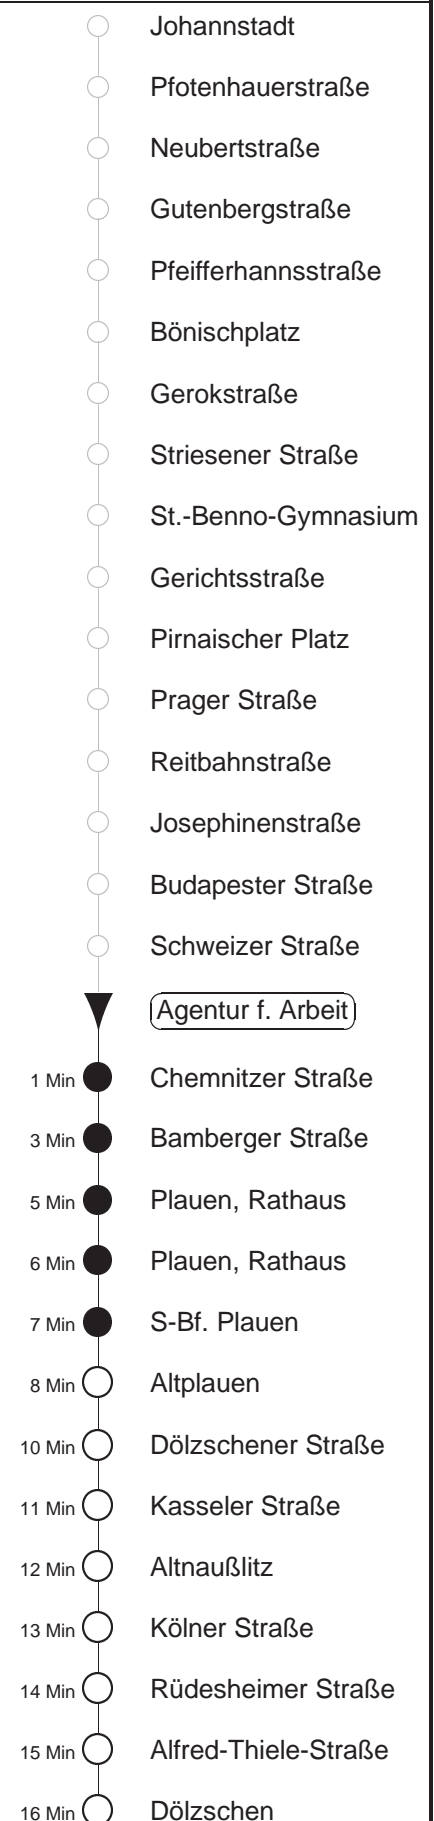 Johannstadt
Pfotenhauerstraße
Neubertstraße
Gutenbergstraße
Pfeifferhannsstraße
Bönischplatz
Gerokstraße
Striesener Straße
St.-Benno-Gymnasium
Gerichtsstraße
Pirnaischer Platz
Prager Straße
Reitbahnstraße
Josephinenstraße
Budapester Straße
Schweizer Straße
Agentur f. Arbeit
1 Min Chemnitzer Straße
3 Min Bamberger Straße
5 Min Plauen, Rathaus
6 Min Plauen, Rathaus
7 Min S-Bf. Plauen
8 Min Altplauen
10 Min Dölzschener Straße
11 Min Kasseler Straße
12 Min Altnaußlitz
13 Min Kölner Straße
14 Min Rüdesheimer Straße
15 Min Alfred-Thiele-Straße
16 Min Dölzschen